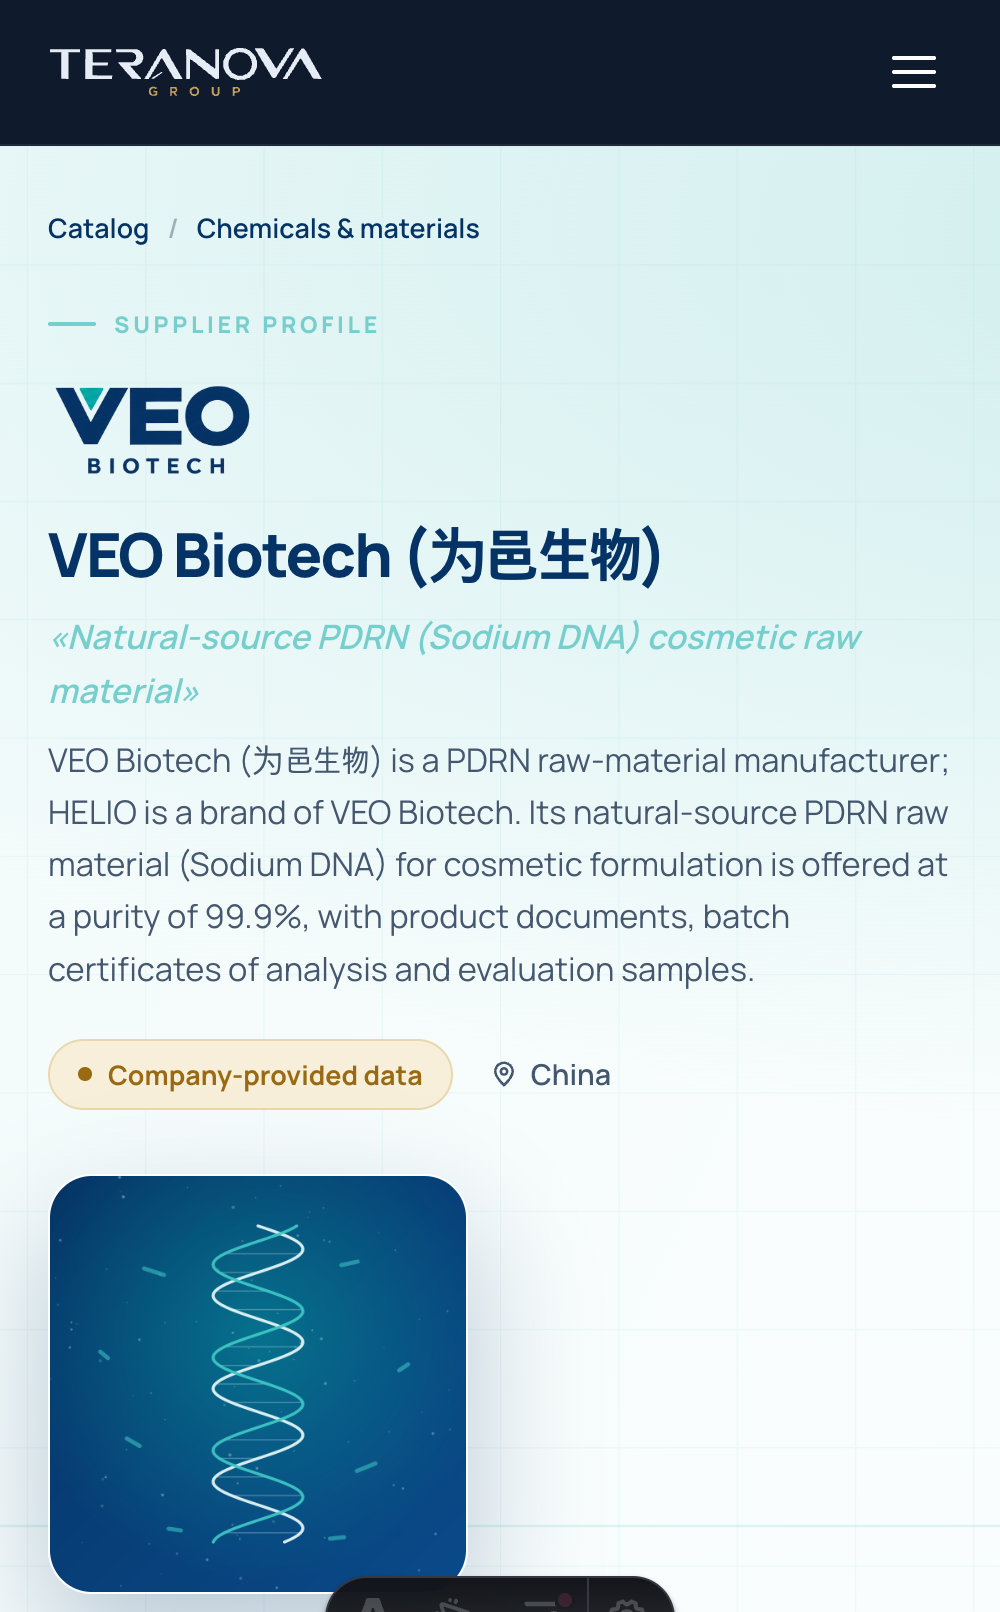 TERANOVA
GROUP
Catalog / Chemicals & materials
SUPPLIER PROFILE
VEO
BIOTECH
VEO Biotech (为邑生物)
«Natural-source PDRN (Sodium DNA) cosmetic raw
material»
VEO Biotech (为邑生物) is a PDRN raw-material manufacturer;
HELIO is a brand of VEO Biotech. Its natural-source PDRN raw
material (Sodium DNA) for cosmetic formulation is offered at
a purity of 99.9%, with product documents, batch
certificates of analysis and evaluation samples.
Company-provided data
China